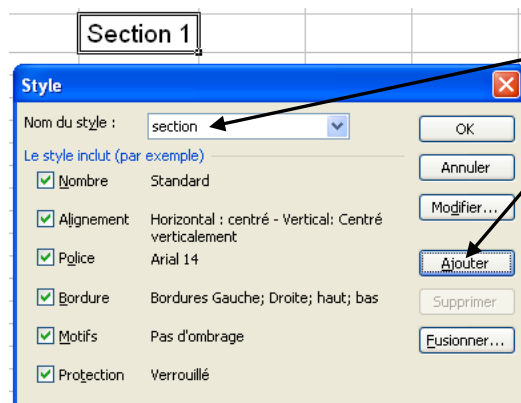 Section 1
Style
Nom du style :
section
OK
Le style inclut (par exemple)
Annuler
Nombre Standard
Modifier...
Alignement Horizontal : centré - Vertical: Centré
verticalement
Police Arial 14
Ajouter
Bordure Bordures Gauche; Droite; haut; bas
Supprimer
Motifs Pas d'ombrage
Fusionner...
Protection Verrouillé